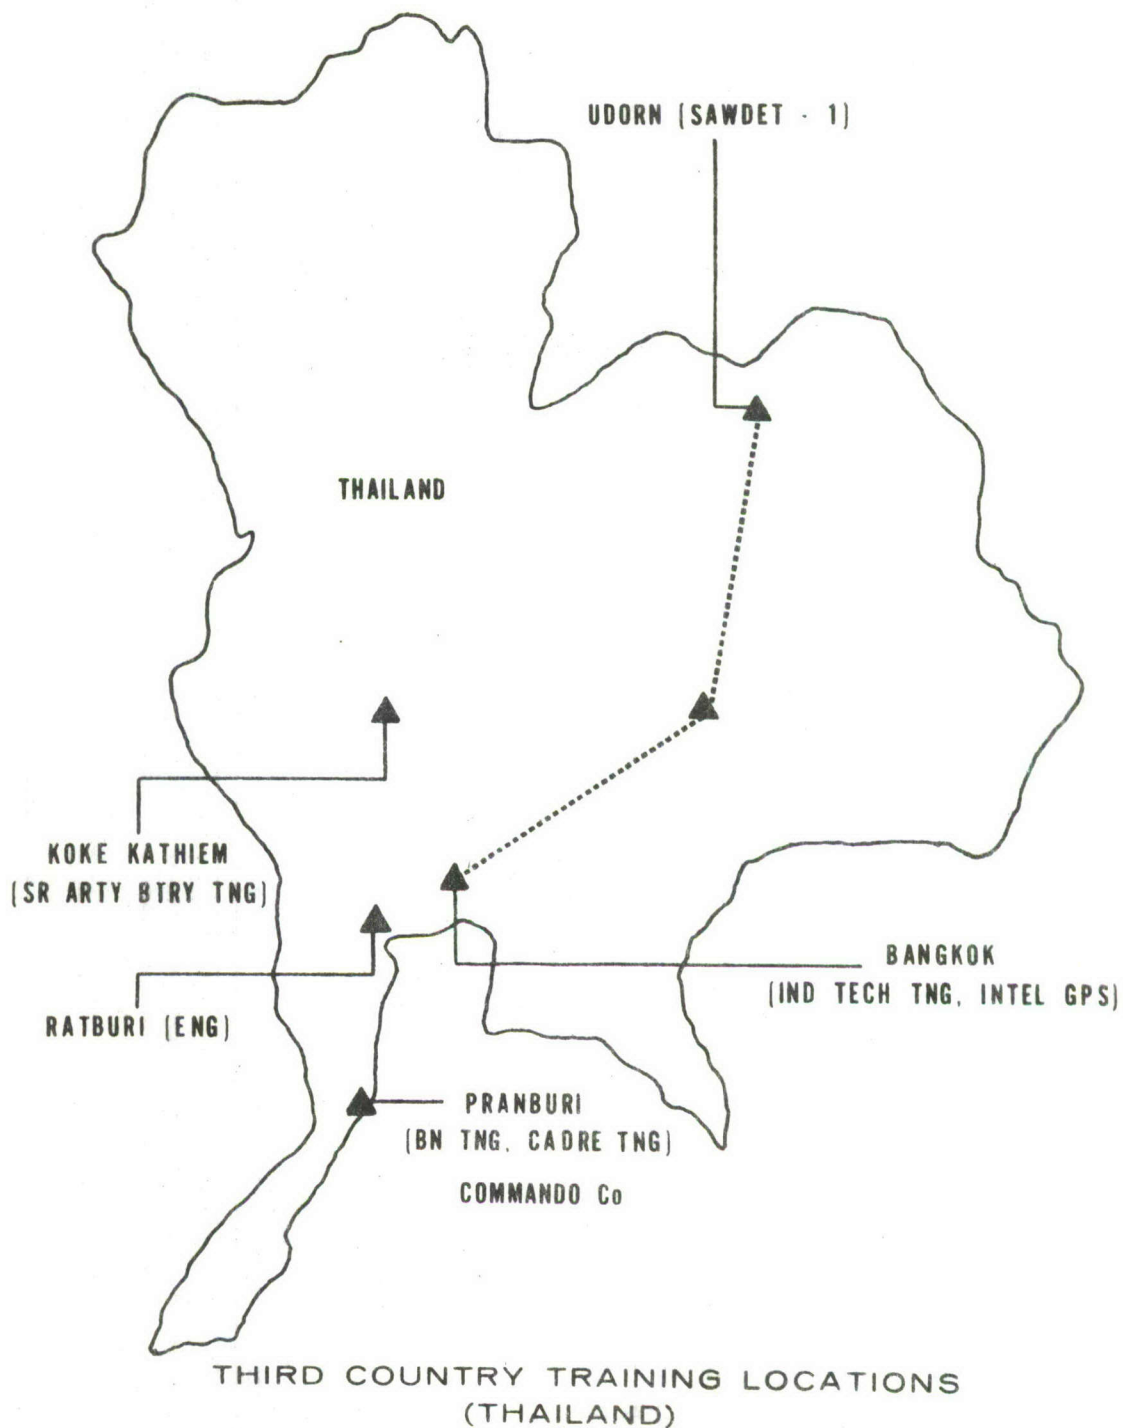 UDORN (SAWDET - 1)
THAILAND
KOKE KATHIEM
(SR ARTY BTRY TNG)
BANGKOK
(IND TECH TNG, INTEL GPS)
RATBURI (ENG)
PRANBURI
(BN TNG, CADRE TNG)
COMMANDO Co
THIRD COUNTRY TRAINING LOCATIONS
(THAILAND)